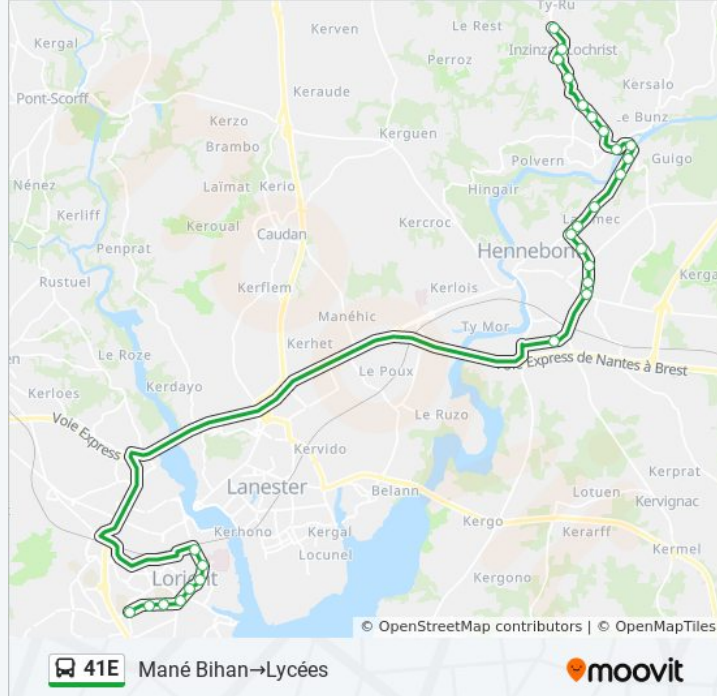 Ty-Ru
Kergal
Kerven
Le Rest
Inzinzac-Lochrist
Perroz
Pont-Scorff
Keraude
Kersalo
Kerzo
Le Bunz
Kerguen
Brambo
Polvern
Guigo
Nénez
Laïmat
Kerio
Hingair
Kerliff
Keroual
Kercroc
Caudan
Penprat
Hennebont
Rustuel
Kerflem
Kerlois
Manéhic
Ty Mor
Le Roze
Kerhet
Voie Express de Nantes à Brest
Le Poux
Kerdayo
Kerloes
Le Ruzo
Voie Express
Kervido
Kerprat
Lanester
Belann
Lotuen
Kervignac
Kergo
Kerhono
Kergal
Kerarff
Locunel
Kermel
Lorient
Kergono
© OpenStreetMap contributors | © OpenMapTiles
41E Mané Bihan→Lycées
moovit